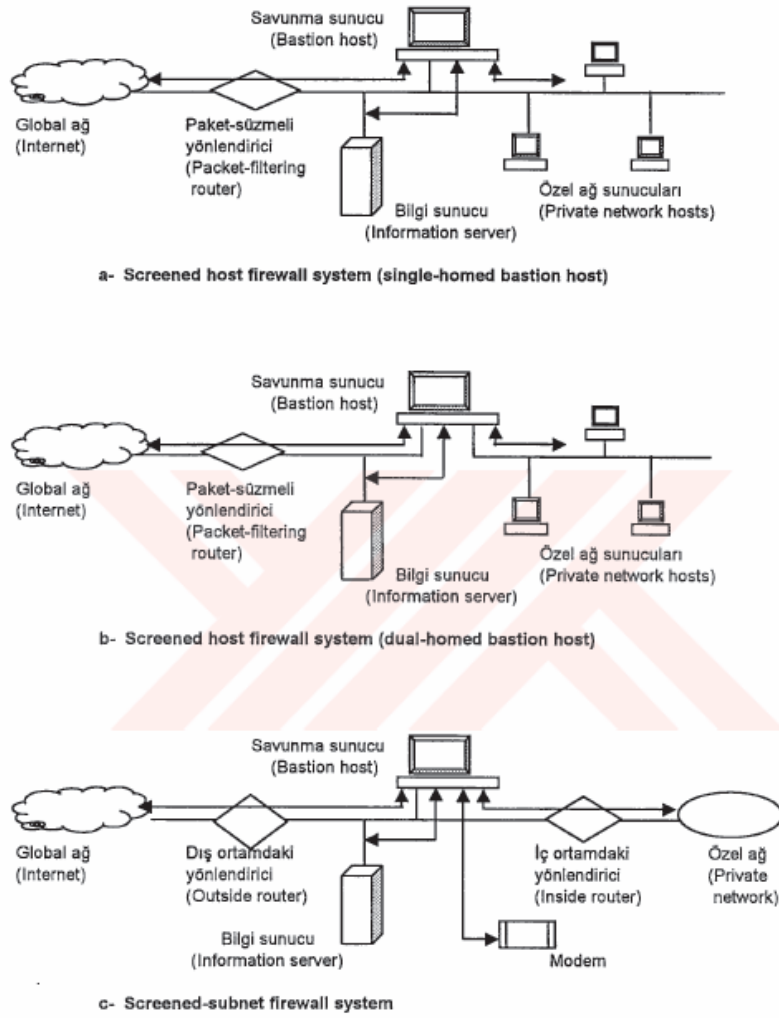 Savunma sunucu
(Bastion host)
Global ağ
(Internet)
Paket-süzmeli
yönlendirici
(Packet-filtering
router)
Bilgi sunucu
(Information server)
Özel ağ sunucuları
(Private network hosts)
a- Screened host firewall system (single-homed bastion host)
Savunma sunucu
(Bastion host)
Global ağ
(Internet)
Paket-süzmeli
yönlendirici
(Packet-filtering
router)
Bilgi sunucu
(Information server)
Özel ağ sunucuları
(Private network hosts)
b- Screened host firewall system (dual-homed bastion host)
Savunma sunucu
(Bastion host)
Global ağ
(Internet)
Dış ortamdaki
yönlendirici
(Outside router)
Bilgi sunucu
(Information server)
İç ortamdaki
yönlendirici
(Inside router)
Özel ağ
(Private
network)
Modem
c- Screened-subnet firewall system